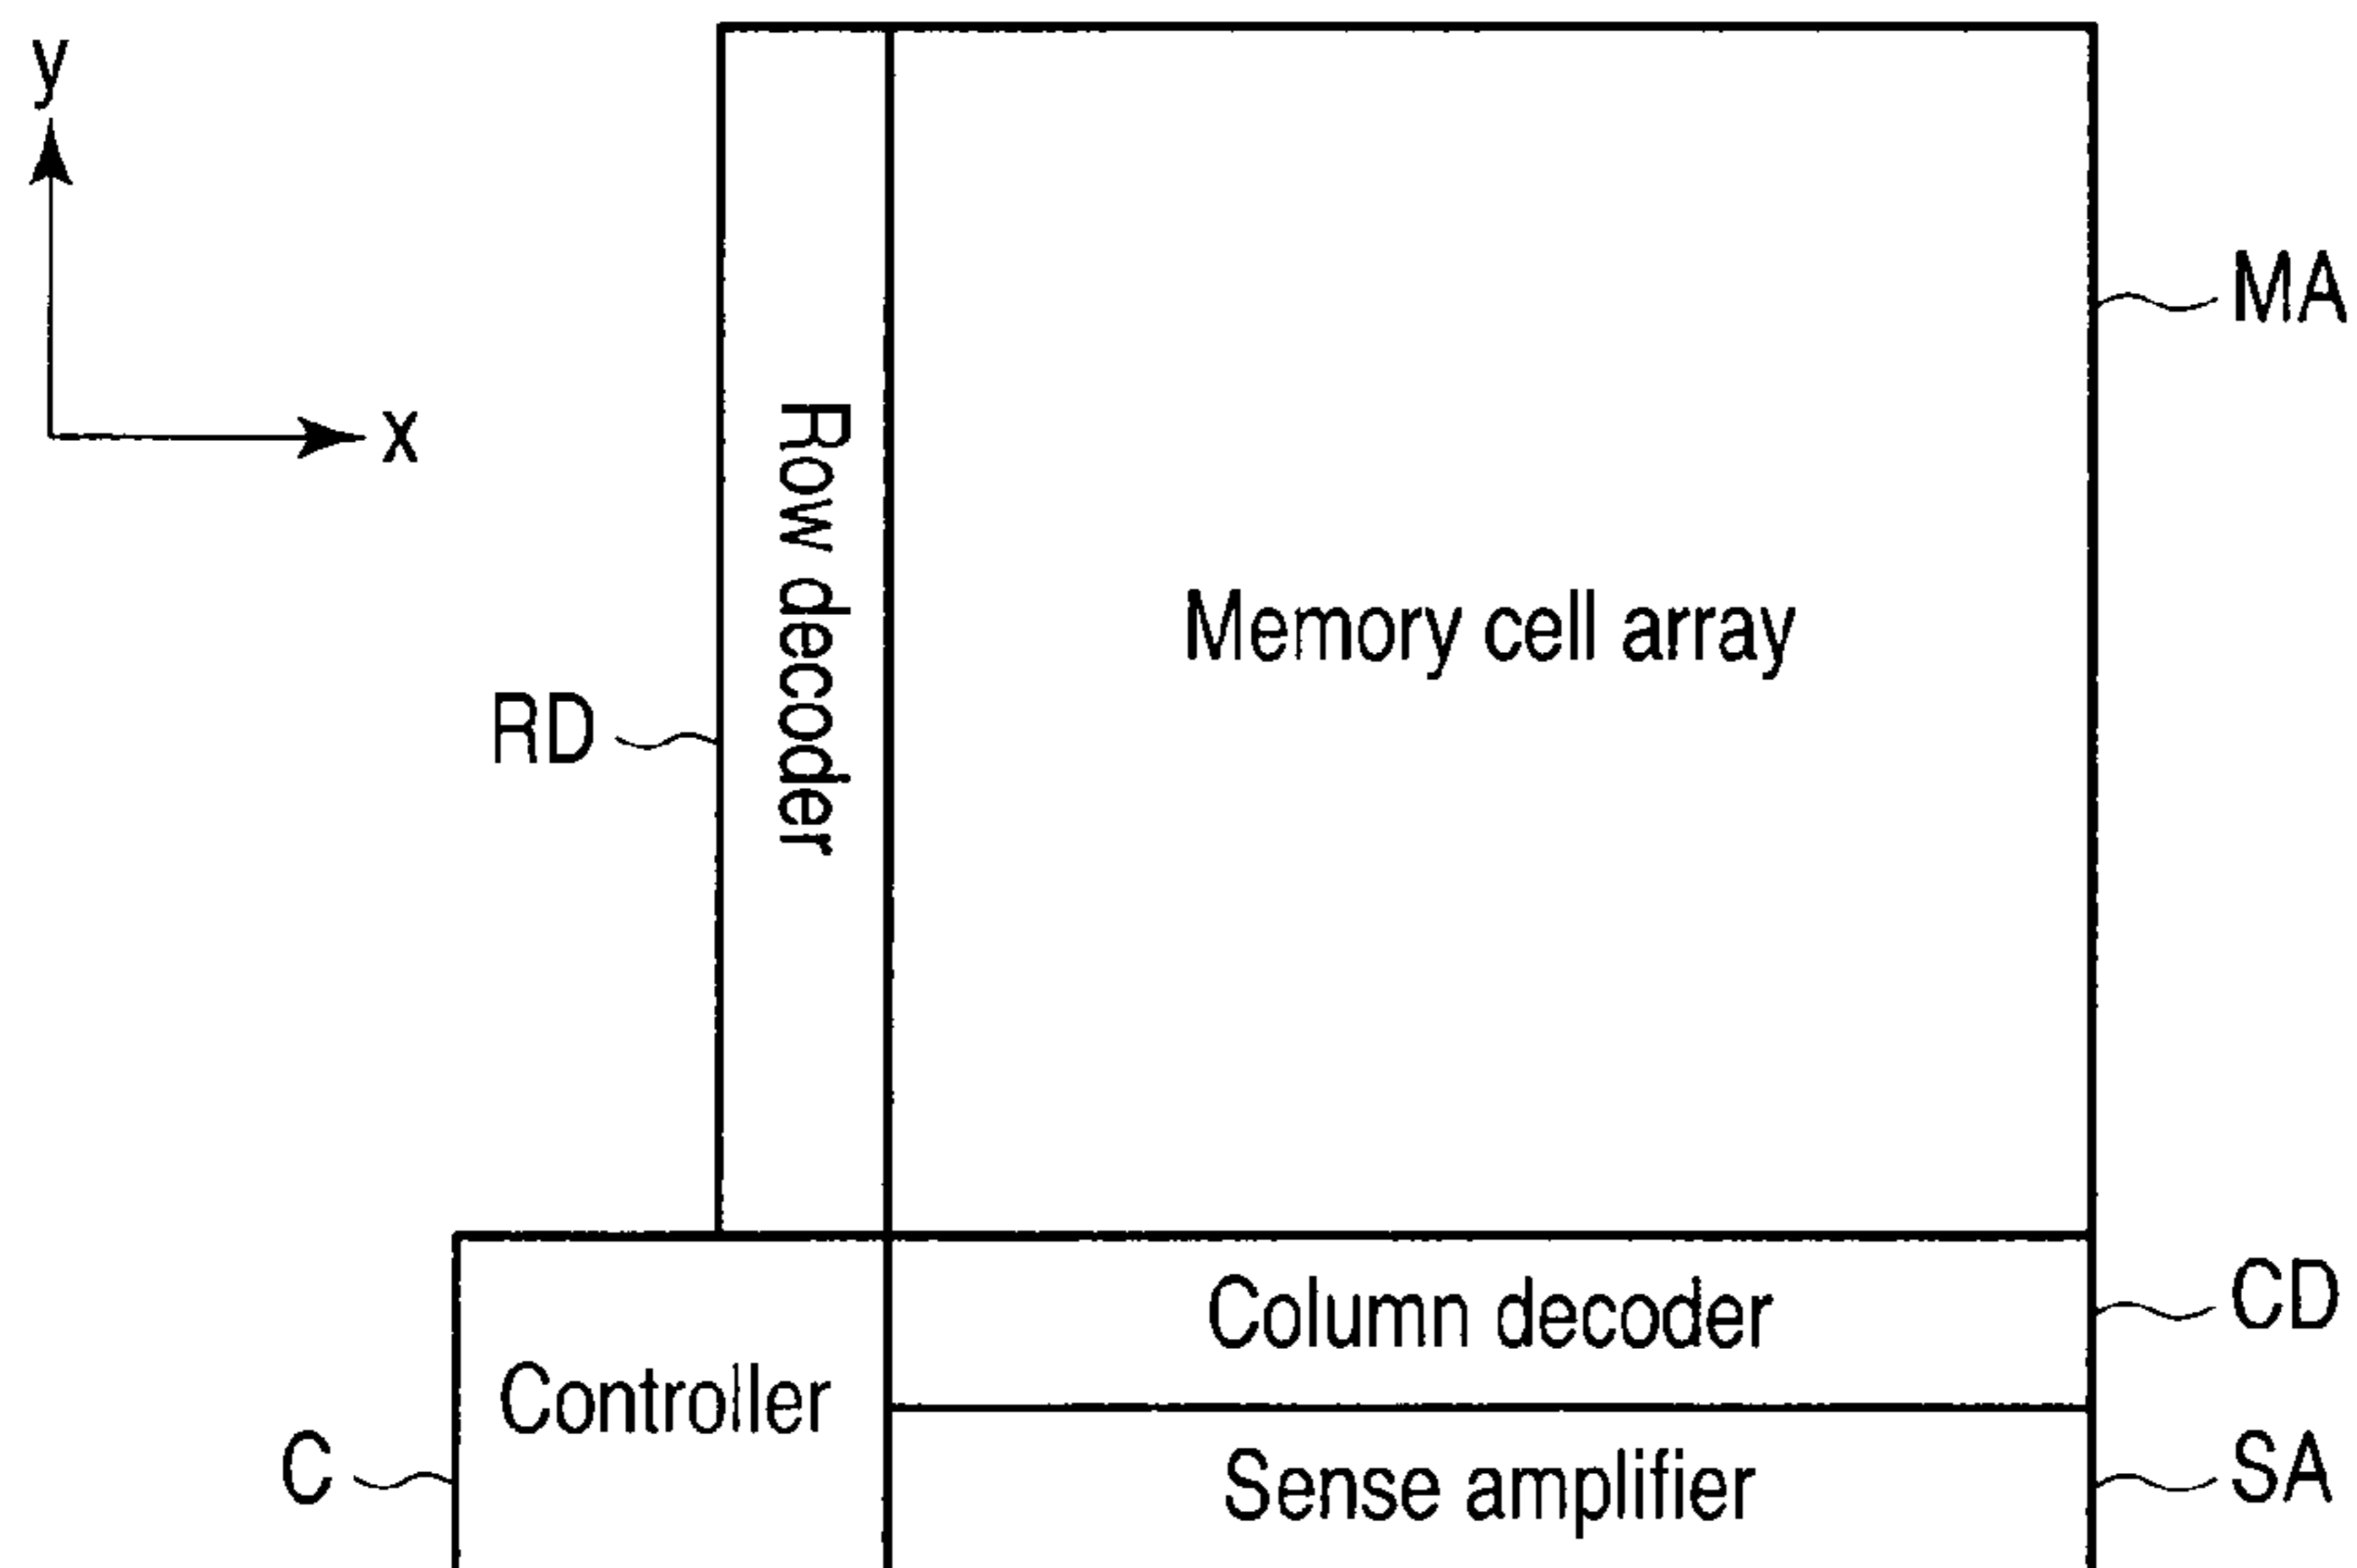 y
x
MA
Row decoder
Memory cell array
RD
Column decoder
CD
Controller
C
Sense amplifier
SA